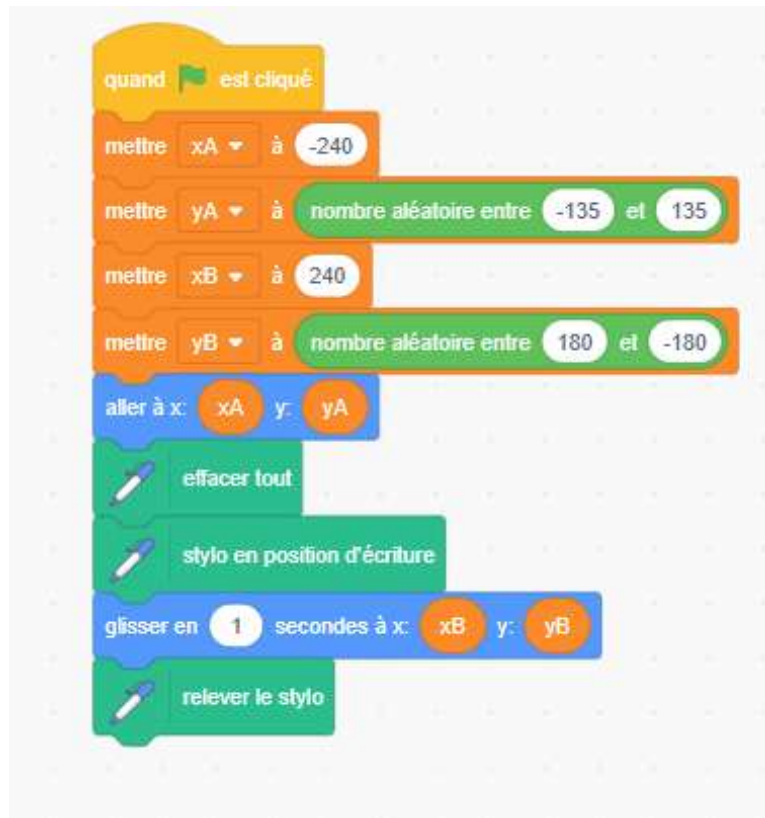 quand est cliqué
mettre xA à -240
mettre yA à nombre aléatoire entre -135 et 135
mettre xB à 240
mettre yB à nombre aléatoire entre 180 et -180
aller à x: xA y: yA
effacer tout
stylo en position d'écriture
glisser en 1 secondes à x: xB y: yB
relever le stylo